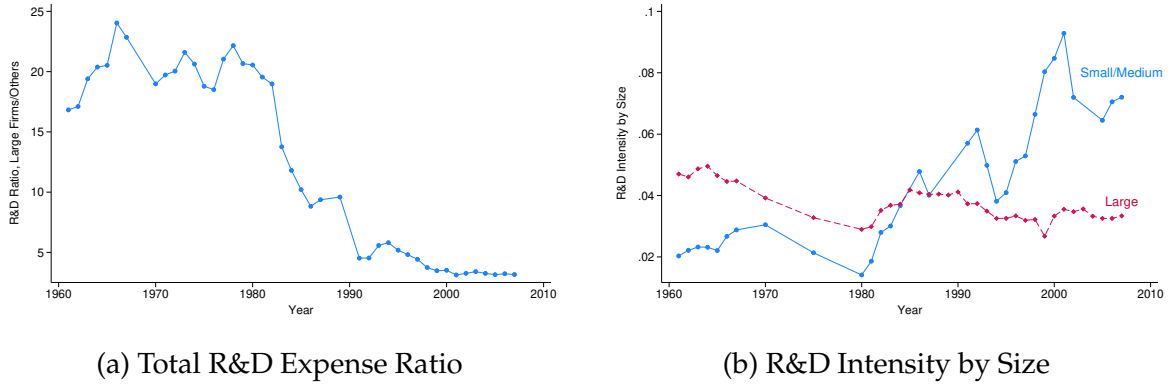 R&D Ratio, Large Firms/Others
25
20
15
10
5
1960 1970 1980 1990 2000 2010
Year
(a) Total R&D Expense Ratio
R&D Intensity by Size
.1
.08
.06
.04
.02
Small/Medium
Large
1960 1970 1980 1990 2000 2010
Year
(b) R&D Intensity by Size